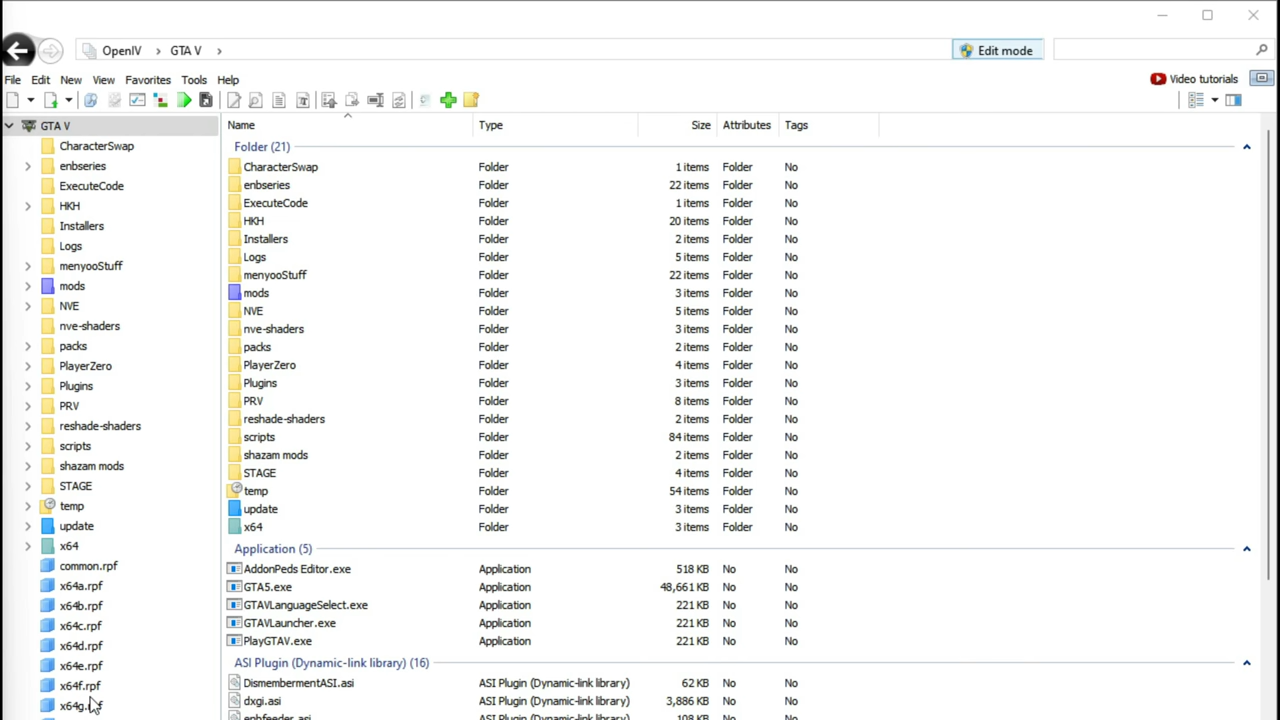 OpenIV > GTA V > Edit mode
File Edit New View Favorites Tools Help Video tutorials
GTA V
CharacterSwap
enbseries
ExecuteCode
HKH
Installers
Logs
menyooStuff
mods
NVE
nve-shaders
packs
PlayerZero
Plugins
PRV
reshade-shaders
scripts
shazam mods
STAGE
temp
update
x64
common.rpf
x64a.rpf
x64b.rpf
x64c.rpf
x64d.rpf
x64e.rpf
x64f.rpf
Name Type Size Attributes Tags
Folder (21)
CharacterSwap Folder 1 items Folder No
enbseries Folder 22 items Folder No
ExecuteCode Folder 1 items Folder No
HKH Folder 20 items Folder No
Installers Folder 2 items Folder No
Logs Folder 5 items Folder No
menyooStuff Folder 22 items Folder No
mods Folder 3 items Folder No
NVE Folder 5 items Folder No
nve-shaders Folder 3 items Folder No
packs Folder 2 items Folder No
PlayerZero Folder 4 items Folder No
Plugins Folder 3 items Folder No
PRV Folder 8 items Folder No
reshade-shaders Folder 2 items Folder No
scripts Folder 84 items Folder No
shazam mods Folder 2 items Folder No
STAGE Folder 4 items Folder No
temp Folder 54 items Folder No
update Folder 3 items Folder No
x64 Folder 3 items Folder No
Application (5)
AddonPeds Editor.exe Application 518 KB No No
GTA5.exe Application 48,661 KB No No
GTAVLanguageSelect.exe Application 221 KB No No
GTAVLauncher.exe Application 221 KB No No
PlayGTAV.exe Application 221 KB No No
ASI Plugin (Dynamic-link library) (16)
DismembermentASI.asi ASI Plugin (Dynamic-link library) 62 KB No No
dxgi.asi ASI Plugin (Dynamic-link library) 3,886 KB No No
enbfeeder.asi ASI Plugin (Dynamic-link library) 108 KB No No